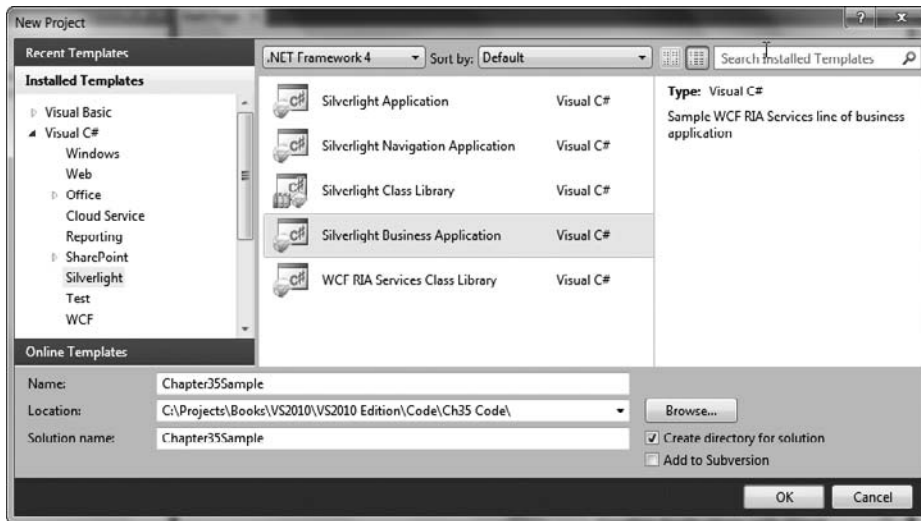 New Project
Recent Templates
Installed Templates
Visual Basic
Visual C#
Windows
Web
Office
Cloud Service
Reporting
SharePoint
Silverlight
Test
WCF
Online Templates
.NET Framework 4 Sort by: Default
Silverlight Application Visual C#
Silverlight Navigation Application Visual C#
Silverlight Class Library Visual C#
Silverlight Business Application Visual C#
WCF RIA Services Class Library Visual C#
Search Installed Templates
Type: Visual C#
Sample WCF RIA Services line of business
application
Name: Chapter35Sample
Location: C:\Projects\Books\VS2010\VS2010 Edition\Code\Ch35 Code\ Browse...
Solution name: Chapter35Sample
Create directory for solution
Add to Subversion
OK Cancel